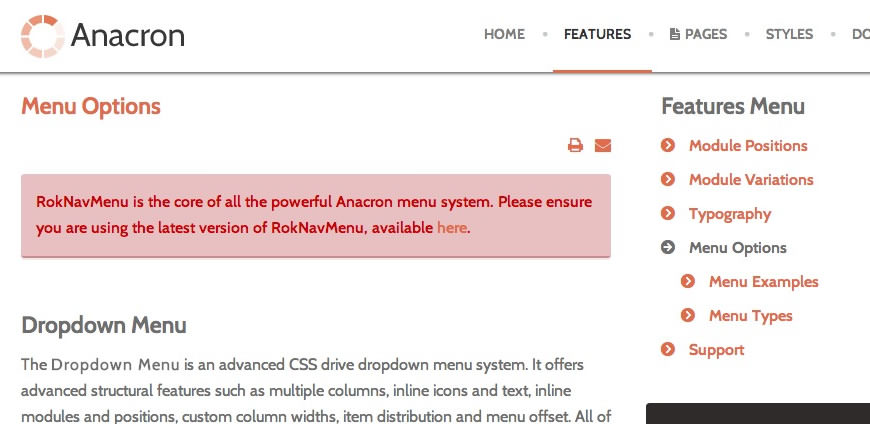 Anacron
HOME
FEATURES
PAGES
STYLES
Menu Options
RokNavMenu is the core of all the powerful Anacron menu system. Please ensure
you are using the latest version of RokNavMenu, available here.
Dropdown Menu
The Dropdown Menu is an advanced CSS drive dropdown menu system. It offers
advanced structural features such as multiple columns, inline icons and text, inline
modules and positions, custom column widths, item distribution and menu offset. All of
Features Menu
Module Positions
Module Variations
Typography
Menu Options
Menu Examples
Menu Types
Support